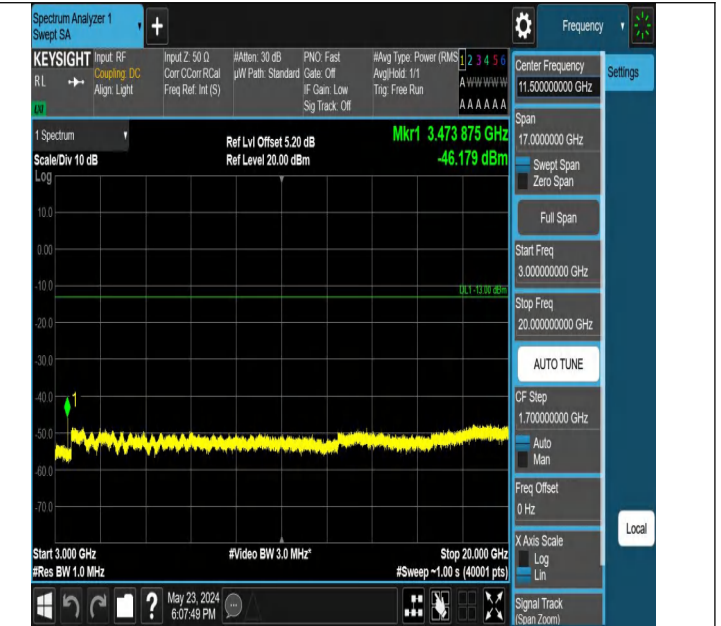 Spectrum Analyzer 1
Swept SA
+
Frequency
KEYSIGHT
RL
Input: RF
Coupling: DC
Align: Light
Input Z: 50 Ω
Corr CCorr RCal
Freq Ref: Int (S)
#Atten: 30 dB
µW Path: Standard
PNO: Fast
Gate: Off
IF Gain: Low
Sig Track: Off
#Avg Type: Power (RMS
Avg|Hold: 1/1
Trig: Free Run
1 2 3 4 5 6
A W W W W W
A A A A A A
1 Spectrum
Scale/Div 10 dB
Log
Ref Lvl Offset 5.20 dB
Ref Level 20.00 dBm
Mkr1 3.473 875 GHz
-46.179 dBm
10.0
0.00
-10.0
DL1 -13.00 dBm
-20.0
-30.0
-40.0
1
-50.0
-60.0
-70.0
Start 3.000 GHz
#Video BW 3.0 MHz*
Stop 20.000 GHz
#Res BW 1.0 MHz
#Sweep ~1.00 s (40001 pts)
?
May 23, 2024
6:07:49 PM
Center Frequency
11.500000000 GHz
Settings
Span
17.0000000 GHz
Swept Span
Zero Span
Full Span
Start Freq
3.000000000 GHz
Stop Freq
20.000000000 GHz
AUTO TUNE
CF Step
1.700000000 GHz
Auto
Man
Freq Offset
0 Hz
X Axis Scale
Log
Lin
Local
Signal Track
(Span Zoom)